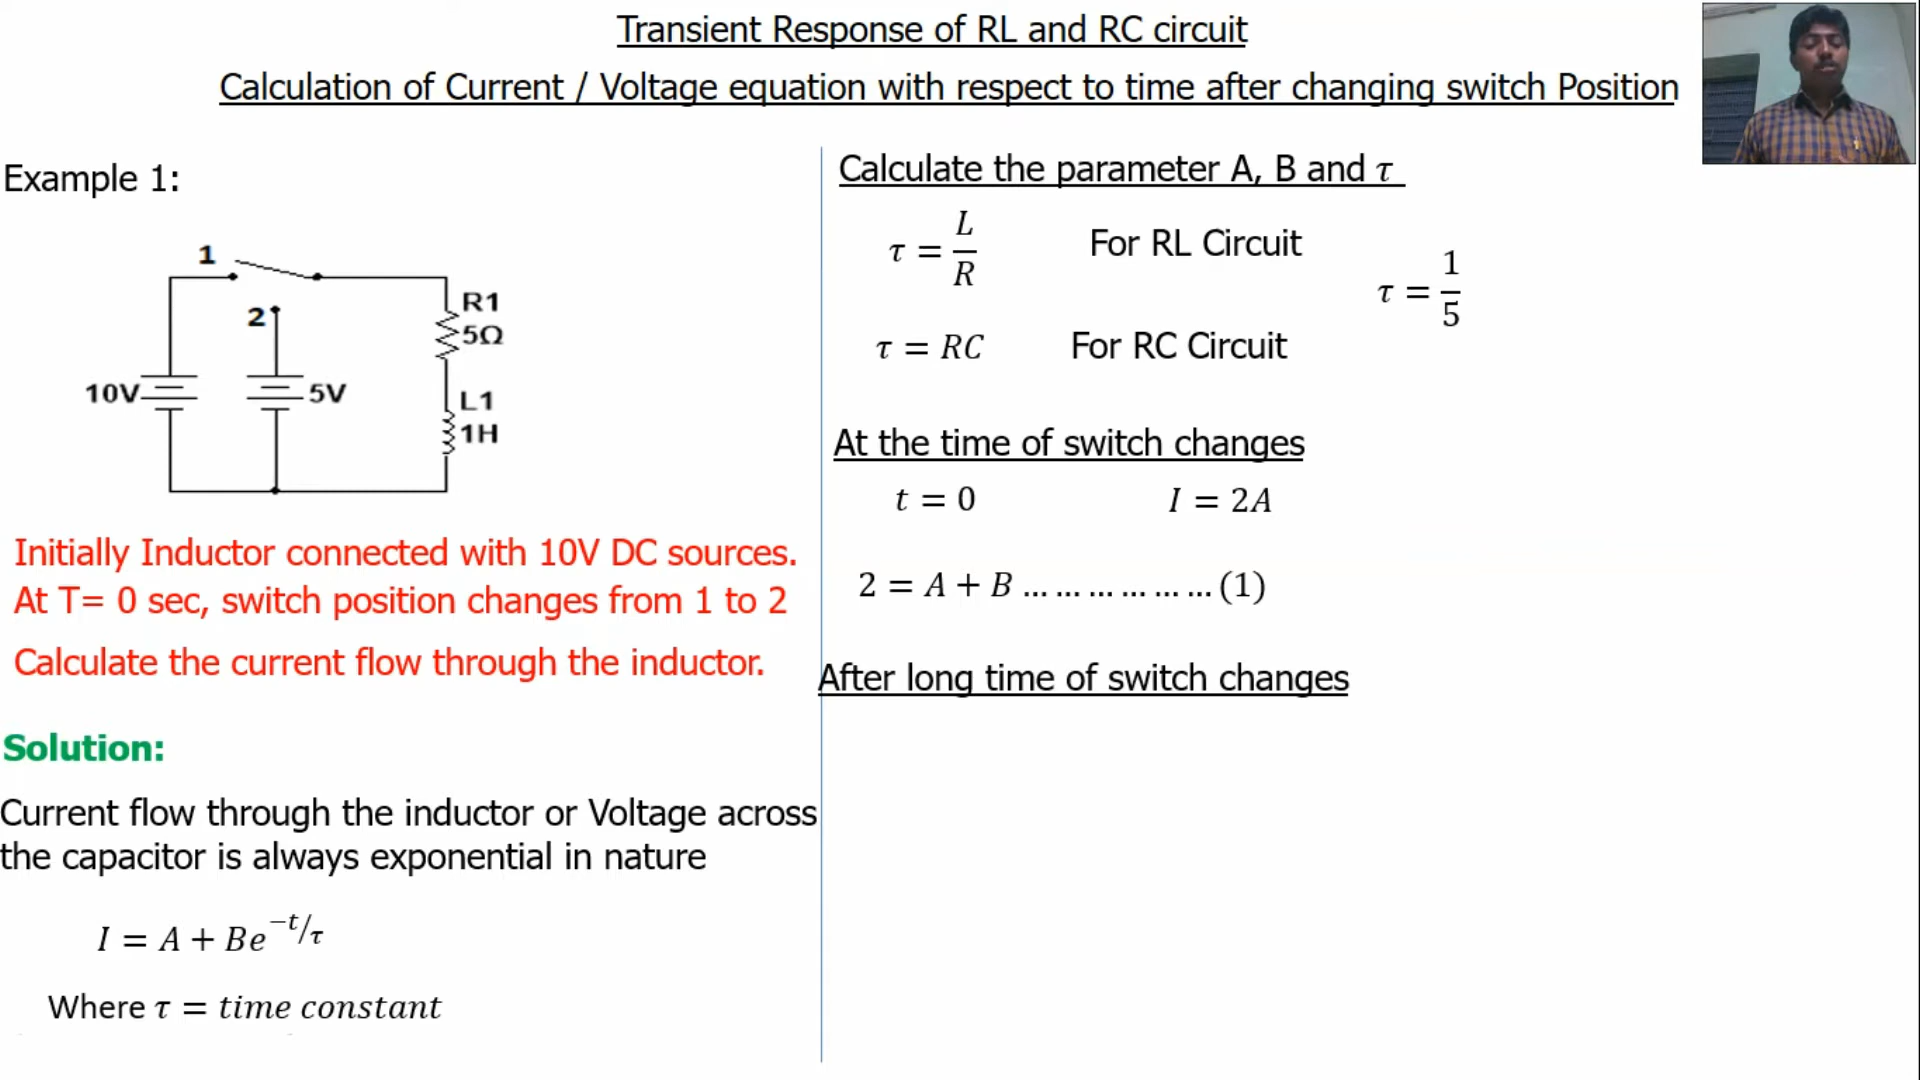 Transient Response of RL and RC circuit
Calculation of Current / Voltage equation with respect to time after changing switch Position
Example 1:
1
2
10V
5V
R1
5Ω
L1
1H
Initially Inductor connected with 10V DC sources.
At T= 0 sec, switch position changes from 1 to 2
Calculate the current flow through the inductor.
Solution:
Current flow through the inductor or Voltage across
the capacitor is always exponential in nature
I = A + Be^{-t/τ}
Where τ = time constant
Calculate the parameter A, B and τ
τ = L/R For RL Circuit
τ = 1/5
τ = RC For RC Circuit
At the time of switch changes
t = 0 I = 2A
2 = A + B ... ... ... ... ... ... (1)
After long time of switch changes